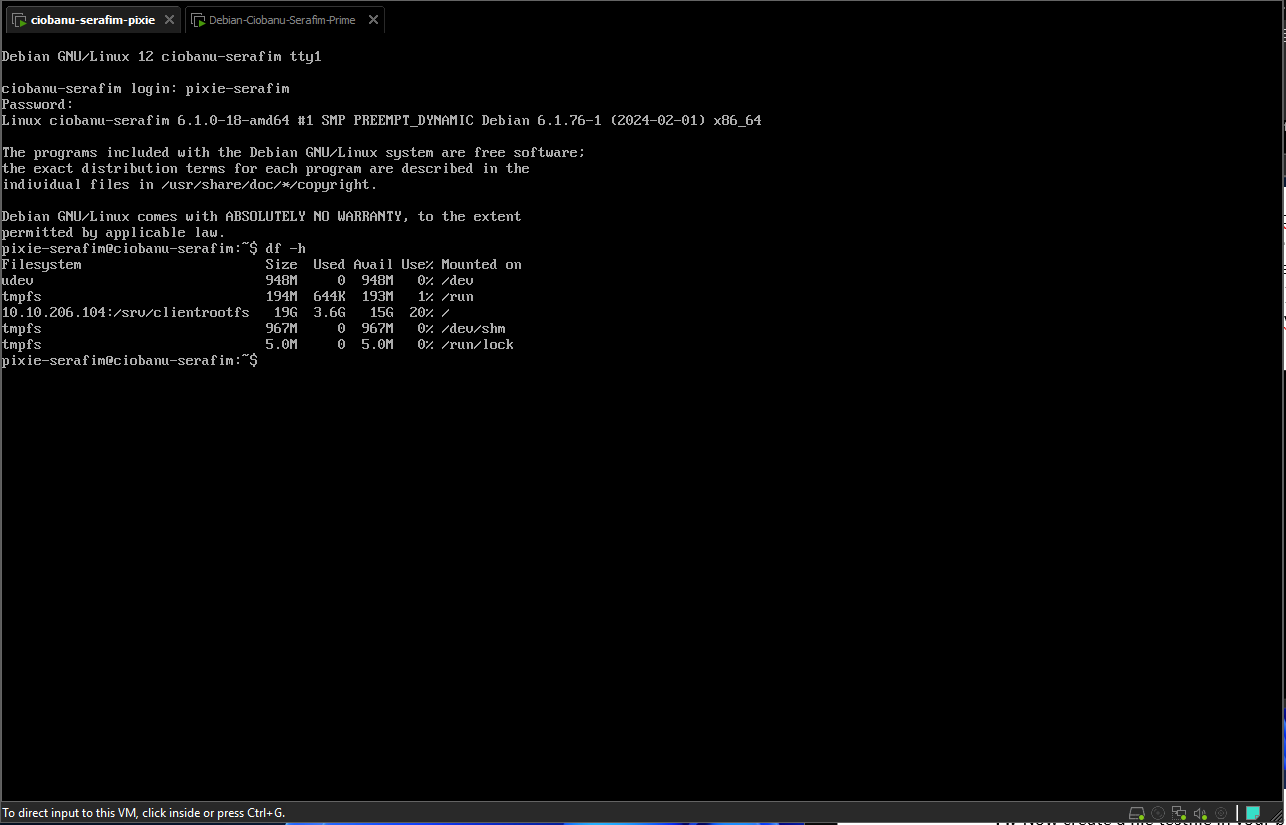 ciobanu-serafim-pixie Debian-Ciobanu-Serafim-Prime
Debian GNU/Linux 12 ciobanu-serafim tty1
ciobanu-serafim login: pixie-serafim
Password:
Linux ciobanu-serafim 6.1.0-18-amd64 #1 SMP PREEMPT_DYNAMIC Debian 6.1.76-1 (2024-02-01) x86_64
The programs included with the Debian GNU/Linux system are free software;
the exact distribution terms for each program are described in the
individual files in /usr/share/doc/*/copyright.
Debian GNU/Linux comes with ABSOLUTELY NO WARRANTY, to the extent
permitted by applicable law.
pixie-serafim@ciobanu-serafim:~$ df -h
Filesystem Size Used Avail Use% Mounted on
udev 948M 0 948M 0% /dev
tmpfs 194M 644K 193M 1% /run
10.10.206.104:/srv/clientrootfs 19G 3.6G 15G 20% /
tmpfs 967M 0 967M 0% /dev/shm
tmpfs 5.0M 0 5.0M 0% /run/lock
pixie-serafim@ciobanu-serafim:~$
To direct input to this VM, click inside or press Ctrl+G.